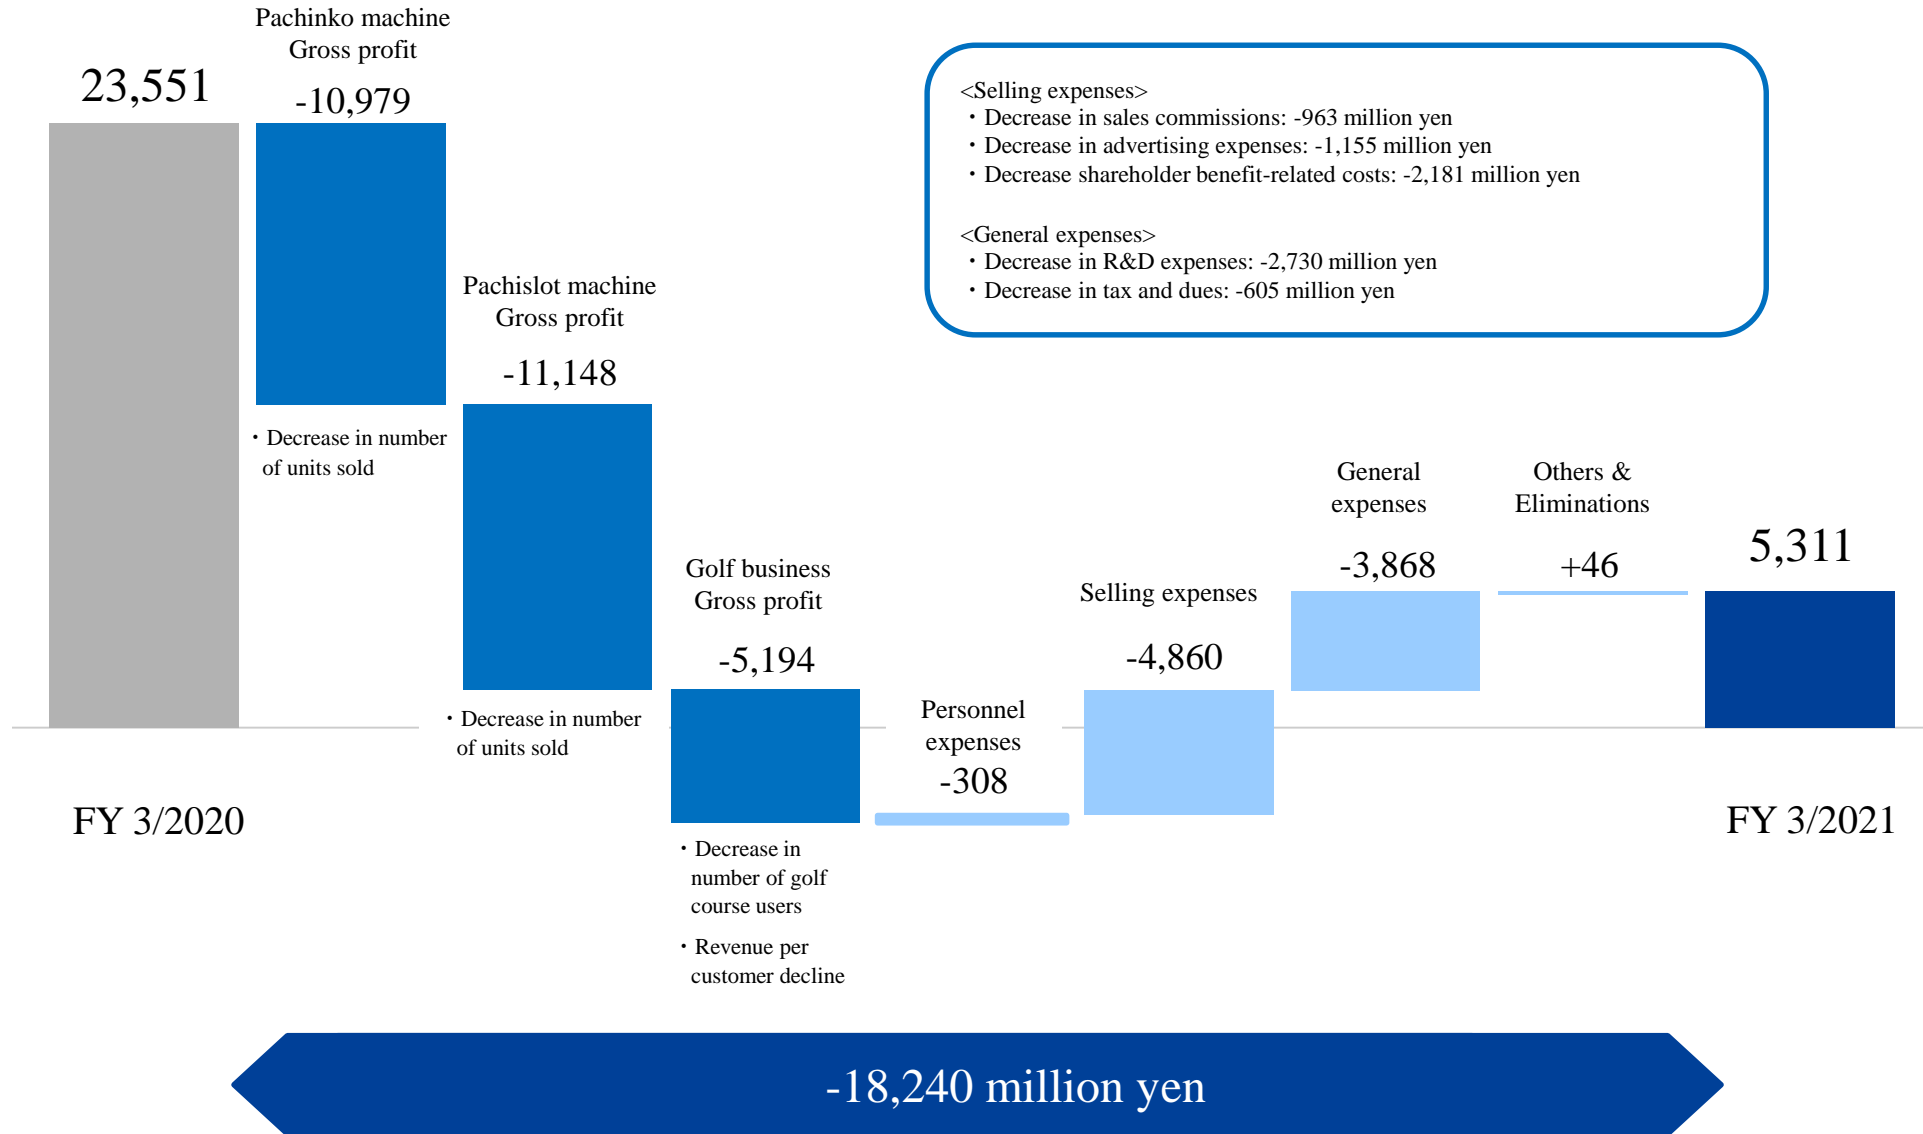 23,551
Pachinko machine
Gross profit
-10,979
・Decrease in number
of units sold
Pachislot machine
Gross profit
-11,148
・Decrease in number
of units sold
Golf business
Gross profit
-5,194
・Decrease in
number of golf
course users
・Revenue per
customer decline
Personnel
expenses
-308
Selling expenses
-4,860
General
expenses
-3,868
Others &
Eliminations
+46
5,311
<Selling expenses>
・Decrease in sales commissions: -963 million yen
・Decrease in advertising expenses: -1,155 million yen
・Decrease shareholder benefit-related costs: -2,181 million yen
<General expenses>
・Decrease in R&D expenses: -2,730 million yen
・Decrease in tax and dues: -605 million yen
FY 3/2020
FY 3/2021
-18,240 million yen